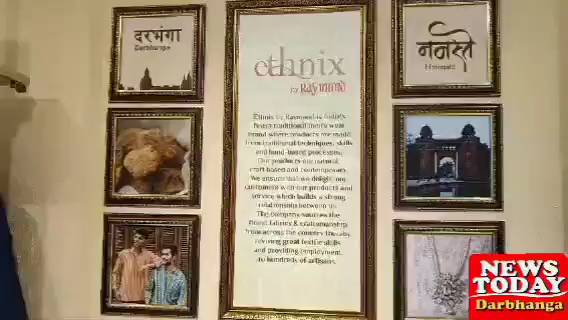 दरभंगा
Darbhanga
ethnix
by Raymond
Ethnix by Raymond is India's
finest traditional men's wear
brand where products are made
from traditional techniques, skills
and hand-based processes.
Our products are natural,
craft-based and contemporary.
We ensure that we delight our
customers with our products and
service which builds a strong
relationships between us.
The company sources the
finest fabrics & craftsmanship
from across the country thereby
reviving great textile skills
and providing employment
to hundreds of artisans.
नमस्ते
NEWS
TODAY
Darbhanga